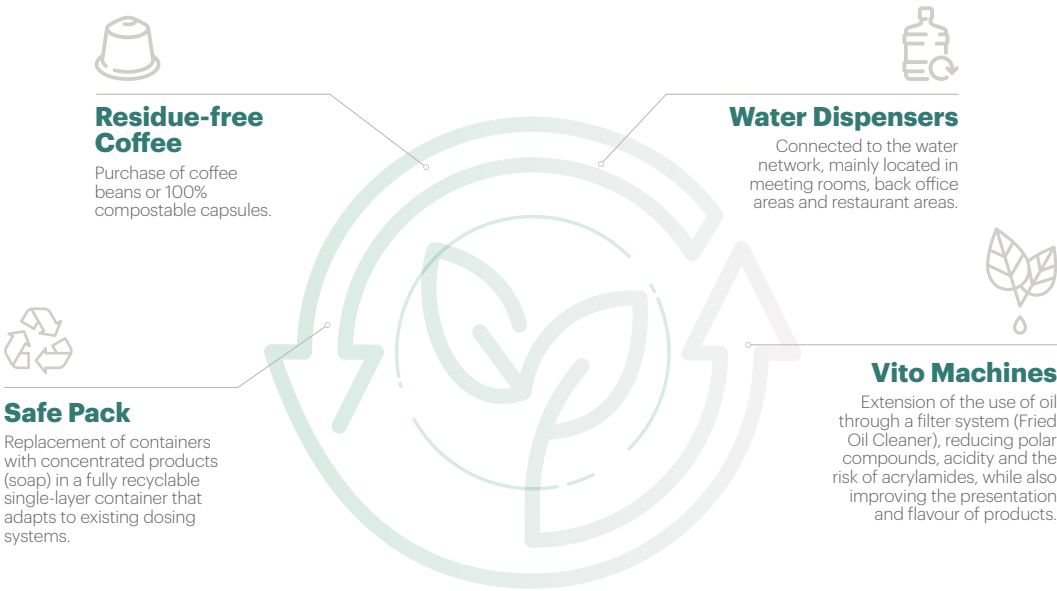 Residue-free
Coffee
Purchase of coffee
beans or 100%
compostable capsules.
Water Dispensers
Connected to the water
network, mainly located in
meeting rooms, back office
areas and restaurant areas.
Safe Pack
Replacement of containers
with concentrated products
(soap) in a fully recyclable
single-layer container that
adapts to existing dosing
systems.
Vito Machines
Extension of the use of oil
through a filter system (Fried
Oil Cleaner), reducing polar
compounds, acidity and the
risk of acrylamides, while also
improving the presentation
and flavour of products.